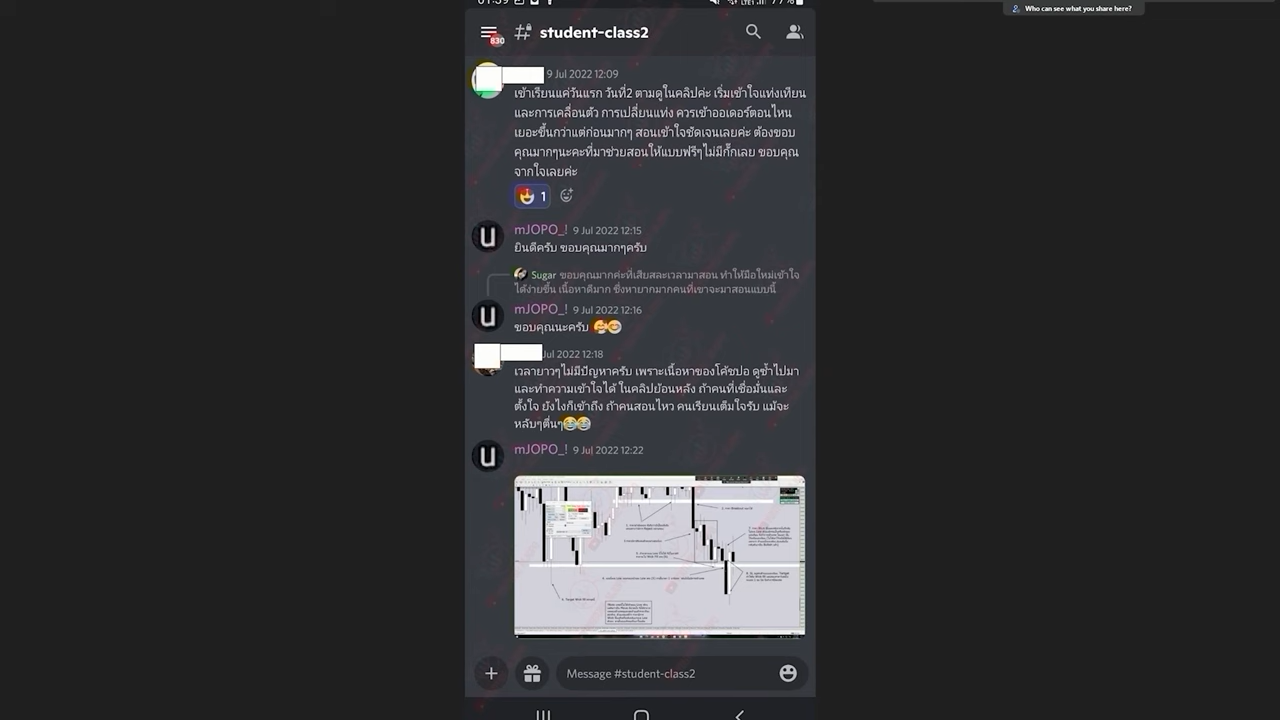 Who can see what you share here?
830
student-class2
9 Jul 2022 12:09
เข้าเรียนแค่วันแรก วันที่2 ตามดูในคลิปค่ะ เริ่มเข้าใจแท่งเทียน
และการเคลื่อนตัว การเปลี่ยนแท่ง ควรเข้าออเดอร์ตอนไหน
เยอะขึ้นกว่าแต่ก่อนมากๆ สอนเข้าใจชัดเจนเลยค่ะ ต้องขอบ
คุณมากๆนะคะที่มาช่วยสอนให้แบบฟรีๆไม่มีกั๊กเลย ขอบคุณ
จากใจเลยค่ะ
1
mJOPO_! 9 Jul 2022 12:15
ยินดีครับ ขอบคุณมากๆครับ
Sugar ขอบคุณมากค่ะที่เสียสละเวลามาสอน ทำให้มือใหม่เข้าใจ
ได้ง่ายขึ้น เนื้อหาดีมาก ซึ่งหายากมากคนที่เขาจะมาสอนแบบนี้
mJOPO_! 9 Jul 2022 12:16
ขอบคุณนะครับ
Jul 2022 12:18
เวลายาวๆไม่มีปัญหาครับ เพราะเนื้อหาของโค้ชปอ ดูซ้ำไปมา
และทำความเข้าใจได้ ในคลิปย้อนหลัง ถ้าคนที่เชื่อมั่นและ
ตั้งใจ ยังไงก็เข้าถึง ถ้าคนสอนไหว คนเรียนเต็มใจรับ แม้จะ
หลับๆตื่นๆ
mJOPO_! 9 Jul 2022 12:22
Message #student-class2